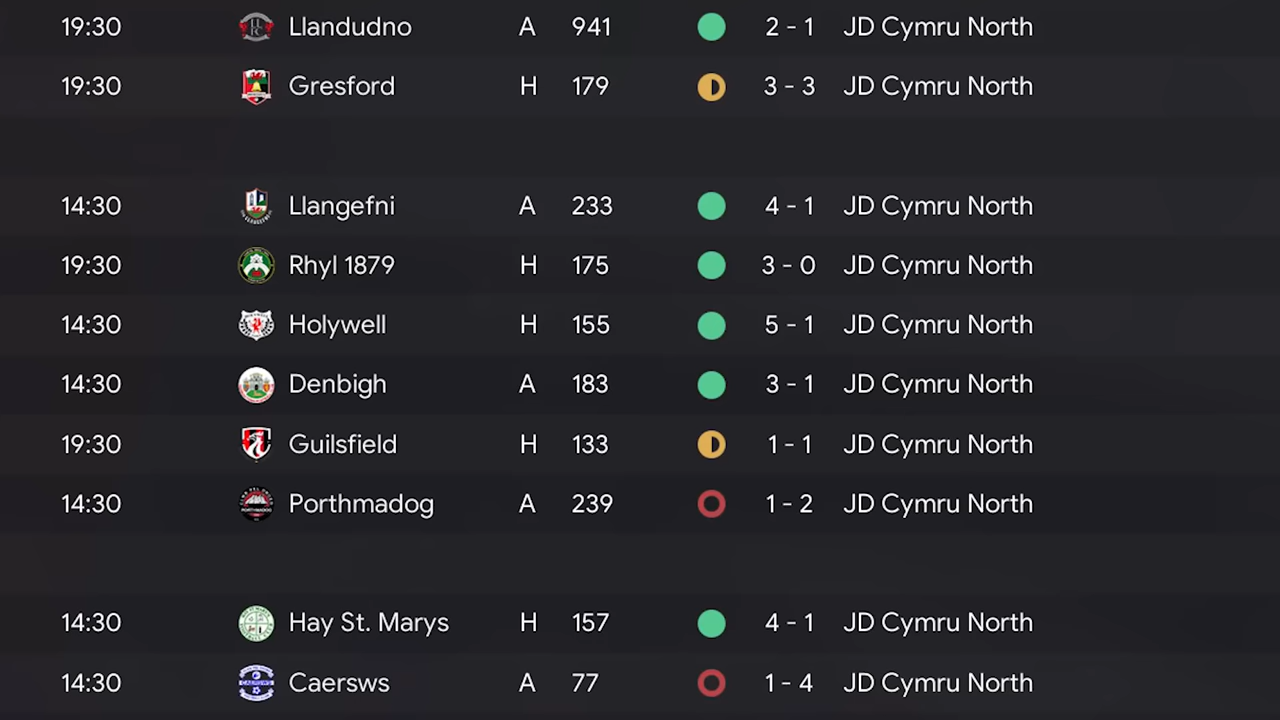 19:30 Llandudno A 941 2 - 1 JD Cymru North
19:30 Gresford H 179 3 - 3 JD Cymru North
14:30 Llangefni A 233 4 - 1 JD Cymru North
19:30 Rhyl 1879 H 175 3 - 0 JD Cymru North
14:30 Holywell H 155 5 - 1 JD Cymru North
14:30 Denbigh A 183 3 - 1 JD Cymru North
19:30 Guilsfield H 133 1 - 1 JD Cymru North
14:30 Porthmadog A 239 1 - 2 JD Cymru North
14:30 Hay St. Marys H 157 4 - 1 JD Cymru North
14:30 Caersws A 77 1 - 4 JD Cymru North